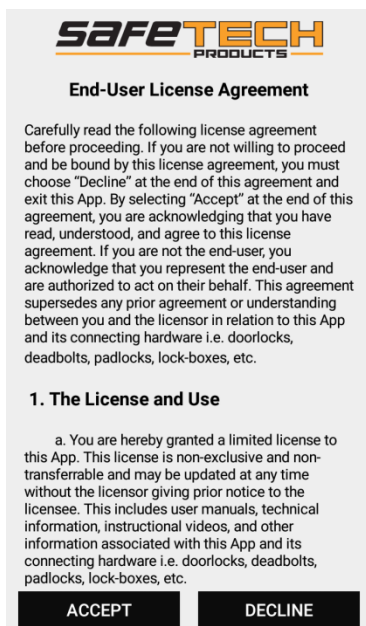 SAFETECH
PRODUCTS
End-User License Agreement
Carefully read the following license agreement
before proceeding. If you are not willing to proceed
and be bound by this license agreement, you must
choose “Decline” at the end of this agreement and
exit this App. By selecting “Accept” at the end of this
agreement, you are acknowledging that you have
read, understood, and agree to this license
agreement. If you are not the end-user, you
acknowledge that you represent the end-user and
are authorized to act on their behalf. This agreement
supersedes any prior agreement or understanding
between you and the licensor in relation to this App
and its connecting hardware i.e. doorlocks,
deadbolts, padlocks, lock-boxes, etc.
1. The License and Use
a. You are hereby granted a limited license to
this App. This license is non-exclusive and non-
transferrable and may be updated at any time
without the licensor giving prior notice to the
licensee. This includes user manuals, technical
information, instructional videos, and other
information associated with this App and its
connecting hardware i.e. doorlocks, deadbolts,
padlocks, lock-boxes, etc.
ACCEPT DECLINE